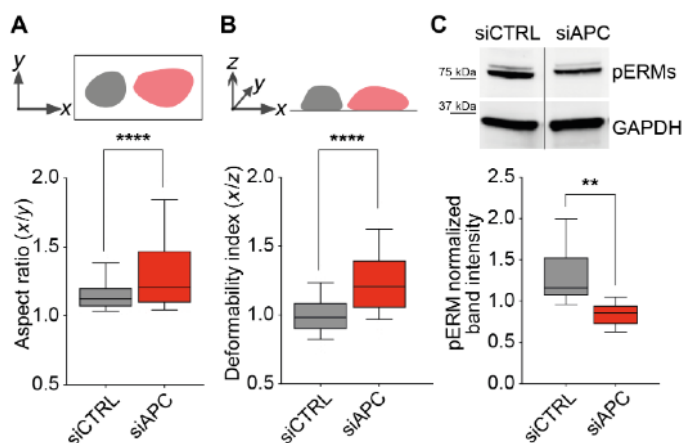 A
y
x
****
Aspect ratio (x/y)
2.0
1.5
1.0
0.5
siCTRL
siAPC
B
z
y
x
****
Deformability index (x/z)
2.0
1.5
1.0
0.5
siCTRL
siAPC
C
siCTRL siAPC
75 kDa
pERMs
37 kDa
GAPDH
**
pERM normalized
band intensity
2.5
2.0
1.5
1.0
0.5
0.0
siCTRL
siAPC